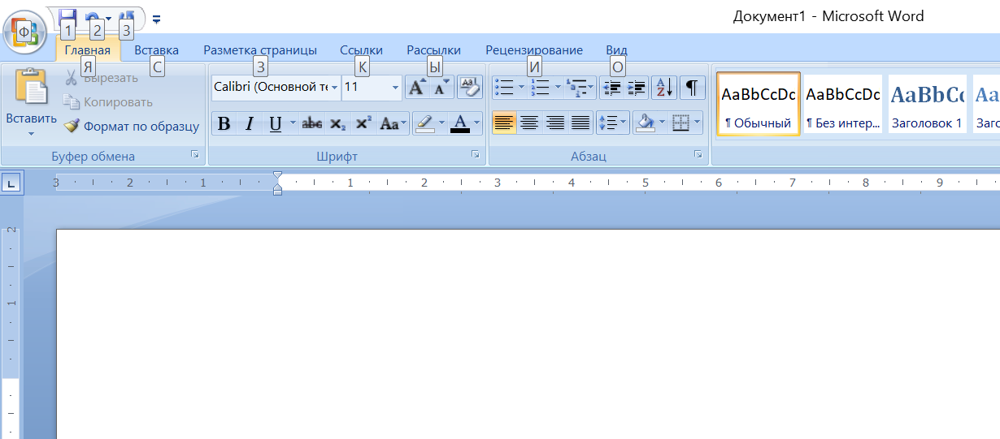 Документ1 - Microsoft Word
Ф 1 2 3
Главная Вставка Разметка страницы Ссылки Рассылки Рецензирование Вид
Я С З К Ы И О
Вставить
Вырезать
Копировать
Формат по образцу
Буфер обмена
Calibri (Основной те 11
A A Aa
B I U abc x₂ x² Aa A
Шрифт
А Я ¶
Абзац
AaBbCcDc AaBbCcDc AaBbCc AaB
¶ Обычный ¶ Без интер... Заголовок 1 Заго
3 2 1 1 2 3 4 5 6 7 8 9
2
1